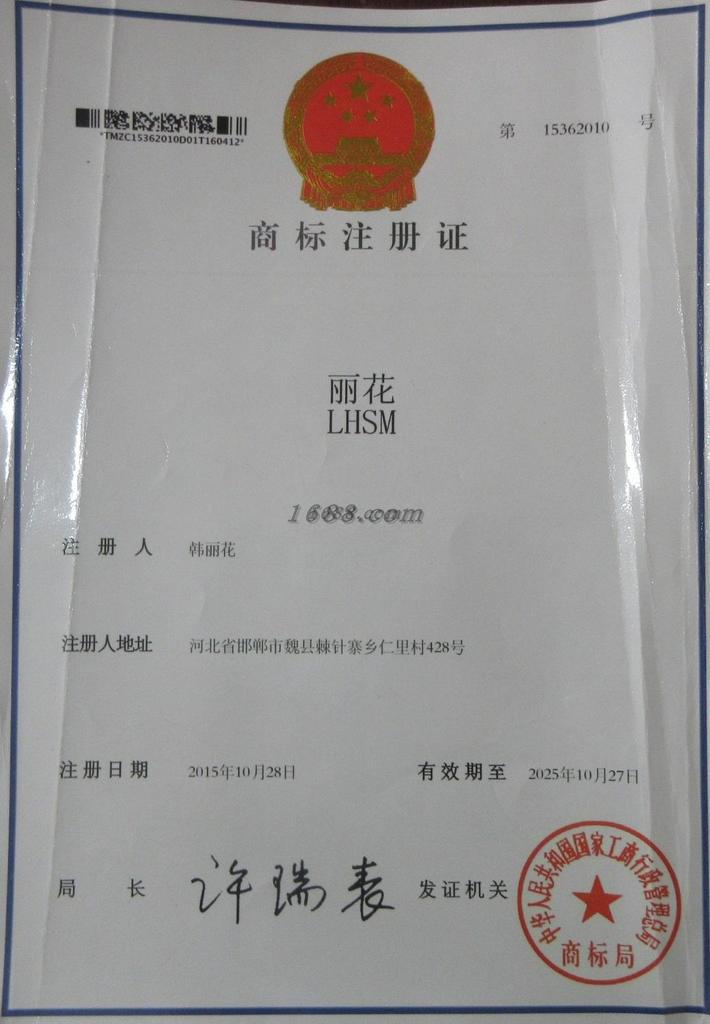 *TMZC15362010D01T160412*
第 15362010 号
商标注册证
丽花
LHSM
1688.com
注册人 韩丽花
注册人地址 河北省邯郸市魏县棘针寨乡仁里村428号
注册日期 2015年10月28日 有效期至 2025年10月27日
局长 许瑞表 发证机关
中华人民共和国国家工商行政管理总局
商标局